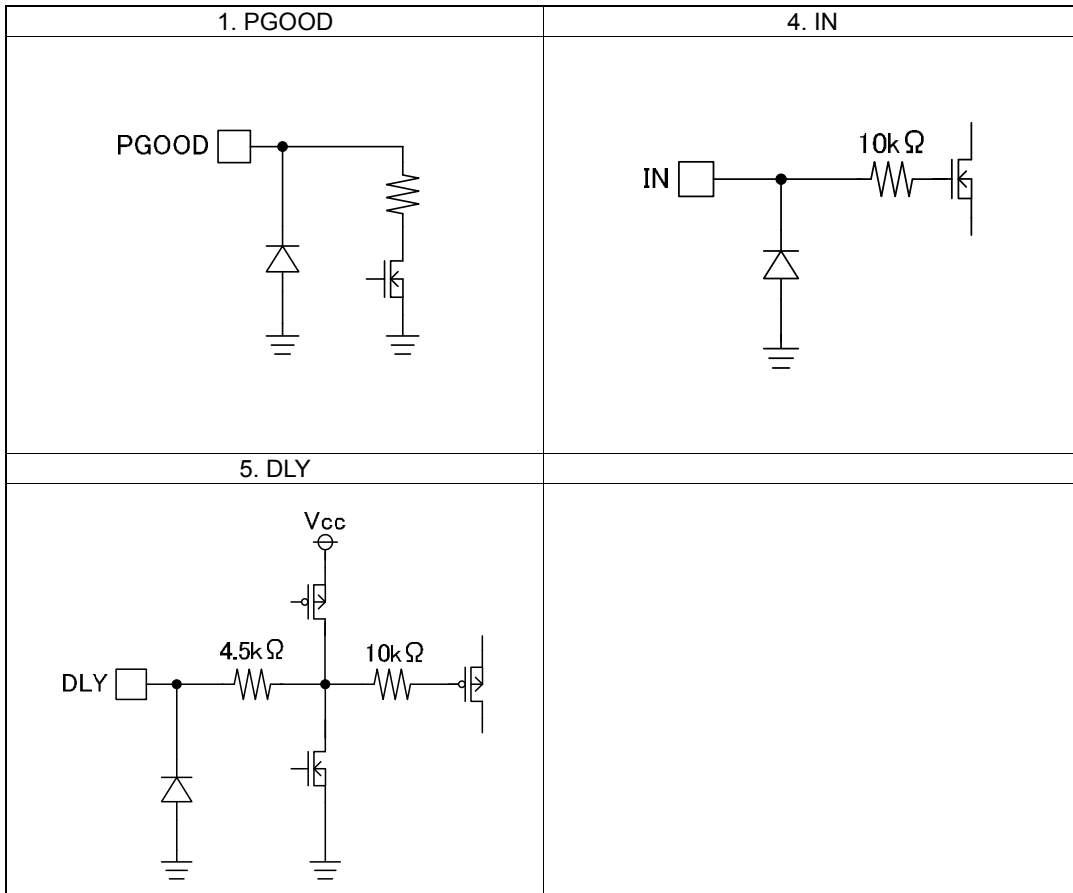 1. PGOOD
4. IN
PGOOD
IN
10kΩ
5. DLY
Vcc
4.5kΩ
10kΩ
DLY